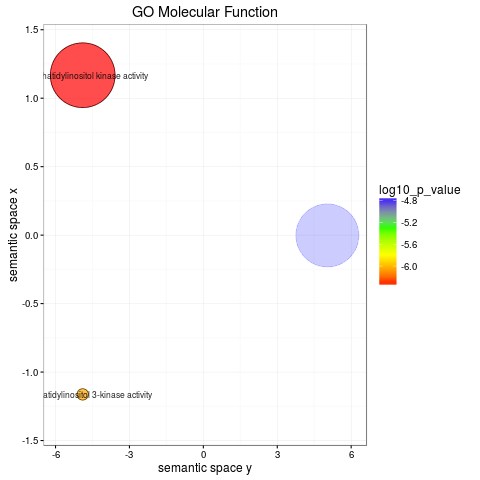 GO Molecular Function
1.5
1.0
0.5
0.0
-0.5
-1.0
-1.5
semantic space x
natidylinositol kinase activity
atidylinositol 3-kinase activity
-6
-3
0
3
6
semantic space y
log10_p_value
-4.8
-5.2
-5.6
-6.0